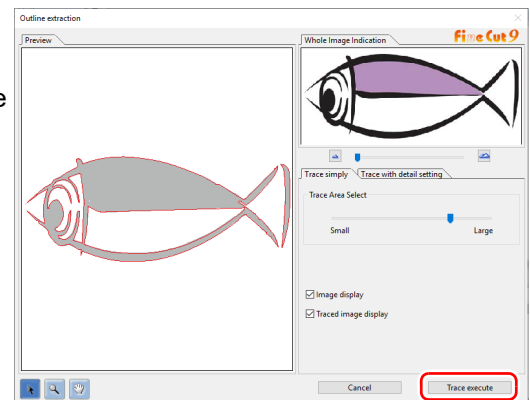 Outline extraction
Preview
Whole Image Indication
Fine Cut 9
e
Trace simply
Trace with detail setting
Trace Area Select
Small
Large
Image display
Traced image display
Cancel
Trace execute